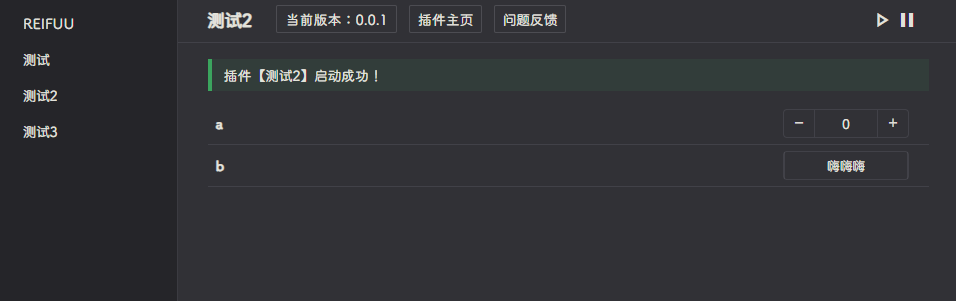 REIFUU
测试
测试2
测试3
测试2 当前版本：0.0.1 插件主页 问题反馈
插件【测试2】启动成功！
a − 0 +
b 嗨嗨嗨